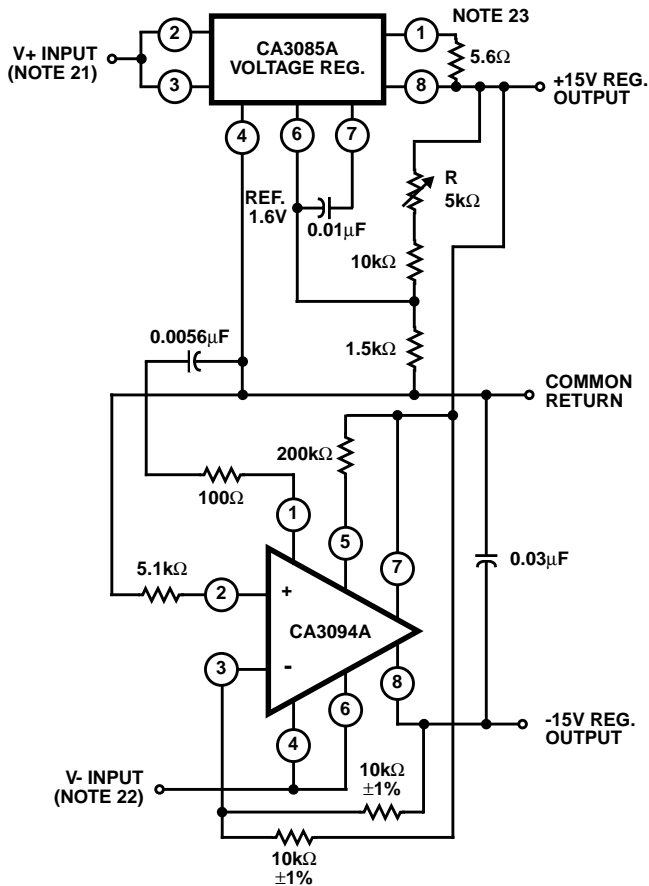 NOTE 23
V+ INPUT
(NOTE 21)
2
3
CA3085A
VOLTAGE REG.
1
8
5.6Ω
+15V REG.
OUTPUT
4
6
7
REF.
1.6V
0.01µF
R
5kΩ
10kΩ
1.5kΩ
0.0056µF
COMMON
RETURN
100Ω
200kΩ
1
5
7
0.03µF
5.1kΩ
2
+
CA3094A
3
-
8
6
4
-15V REG.
OUTPUT
V- INPUT
(NOTE 22)
10kΩ
±1%
10kΩ
±1%